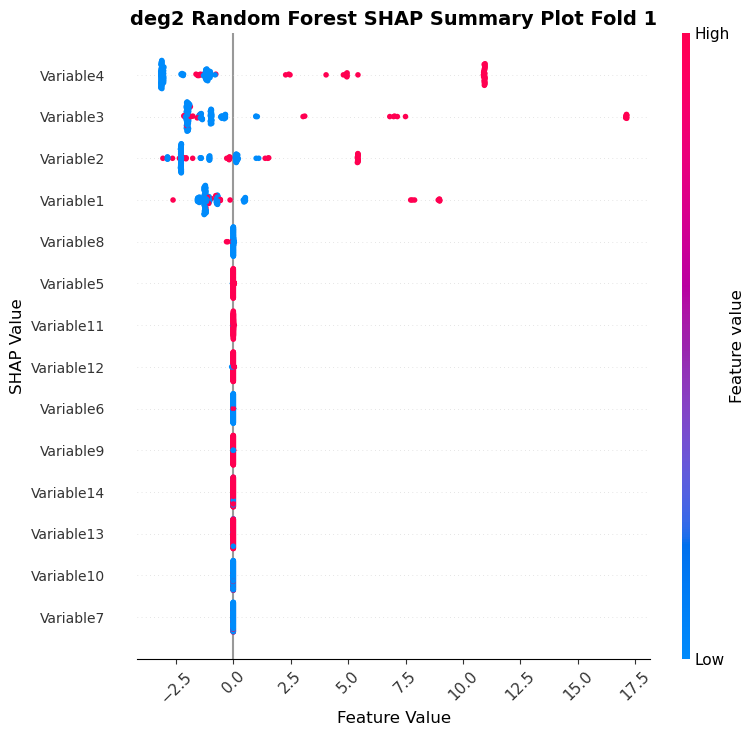 deg2 Random Forest SHAP Summary Plot Fold 1
High
Variable4
Variable3
Variable2
Variable1
Variable8
Variable5
Variable11
Variable12
Variable6
Variable9
Variable14
Variable13
Variable10
Variable7
SHAP Value
Feature value
Low
−2.5 0.0 2.5 5.0 7.5 10.0 12.5 15.0 17.5
Feature Value